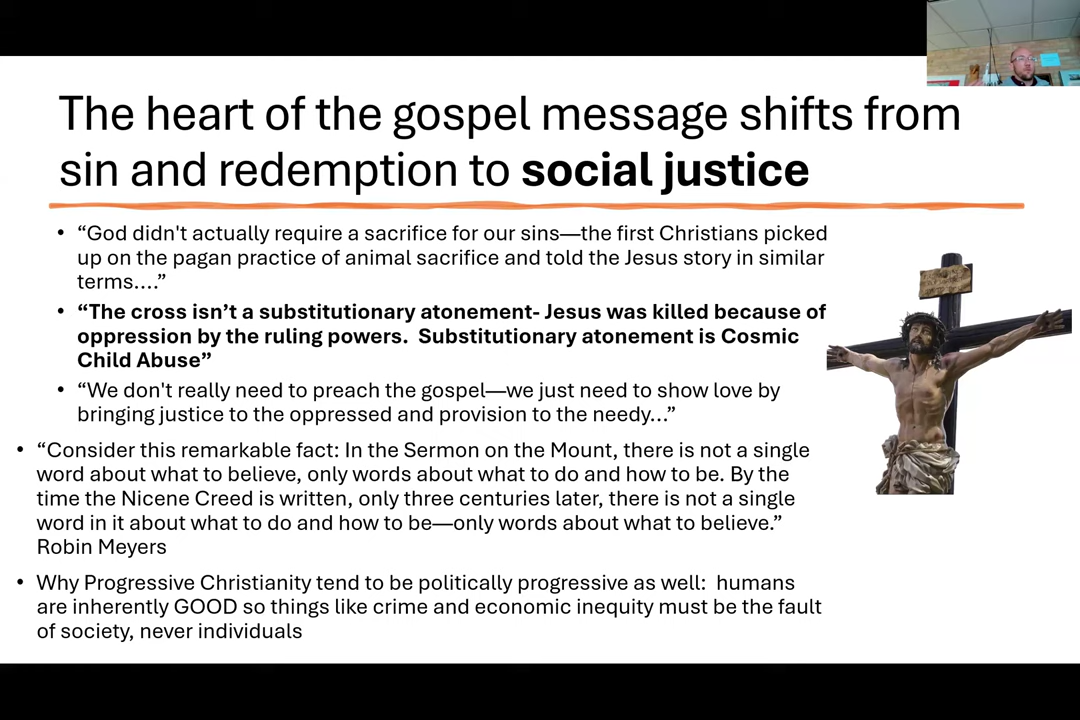 The heart of the gospel message shifts from
sin and redemption to social justice
• “God didn't actually require a sacrifice for our sins—the first Christians picked
up on the pagan practice of animal sacrifice and told the Jesus story in similar
terms....”
• “The cross isn’t a substitutionary atonement- Jesus was killed because of
oppression by the ruling powers.  Substitutionary atonement is Cosmic
Child Abuse”
• “We don't really need to preach the gospel—we just need to show love by
bringing justice to the oppressed and provision to the needy...”
• “Consider this remarkable fact: In the Sermon on the Mount, there is not a single
word about what to believe, only words about what to do and how to be. By the
time the Nicene Creed is written, only three centuries later, there is not a single
word in it about what to do and how to be—only words about what to believe.”
Robin Meyers
• Why Progressive Christianity tend to be politically progressive as well:  humans
are inherently GOOD so things like crime and economic inequity must be the fault
of society, never individuals